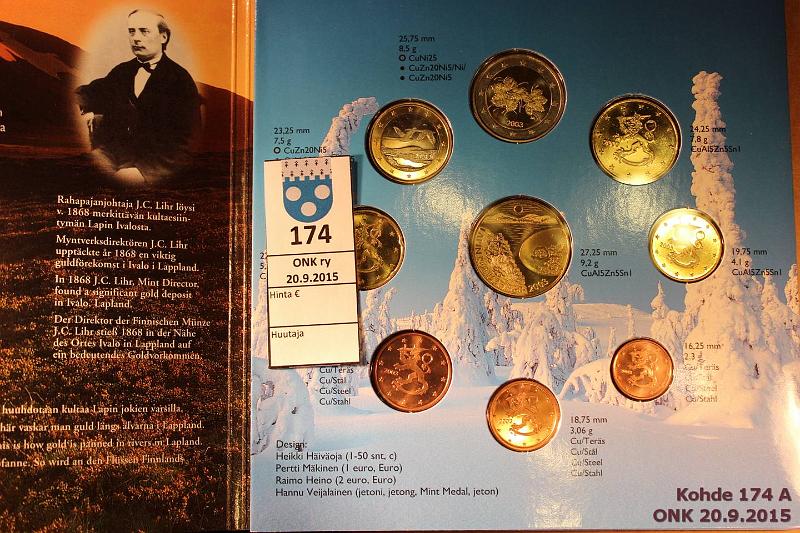 Rahapajanjohtaja J.C. Lihr löysi
v. 1868 merkittävän kultaesiin-
tymän Lapin Ivalosta.
Myntverksdirektören J.C. Lihr
upptäckte år 1868 en viktig
guldförekomst i Ivalo i Lappland.
In 1868 J.C. Lihr, Mint Director,
found a significant gold deposit
in Ivalo, Lapland.
Der Direktor der Finnischen Münze
J.C. Lihr stieß 1868 in der Nähe
des Ortes Ivalo in Lappland auf
ein bedeutendes Goldvorkommen.
huuhdotaan kultaa Lapin jokien varsilla.
här vaskar man guld längs älvarna i Lappland.
is is how gold is panned in rivers in Lapland.
fanne. So wird an den Flüssen Finnlands
25,75 mm
8,5 g
CuNi25
CuZn20Ni5/Ni/
CuZn20Ni5
2003
23,25 mm
7,5 g
CuZn20Ni5
24,25 mm
7,8 g
CuAl5Zn5Sn1
174
ONK ry
20.9.2015
Hinta €
Huutaja
27,25 mm
9,2 g
CuAl5Zn5Sn1
19,75 mm
4,1 g
CuAl5Zn5Sn1
Cu/Teräs
Cu/Stål
Cu/Steel
Cu/Stahl
16,25 mm
2,3 g
Cu/Teräs
Cu/Stål
Cu/Steel
Cu/Stahl
18,75 mm
3,06 g
Cu/Teräs
Cu/Stål
Cu/Steel
Cu/Stahl
Design:
Heikki Häiväoja (1-50 snt, c)
Pertti Mäkinen (1 euro, Euro)
Raimo Heino (2 euro, Euro)
Hannu Veijalainen (jetoni, jetong, Mint Medal, jeton)
Kohde 174 A
ONK 20.9.2015